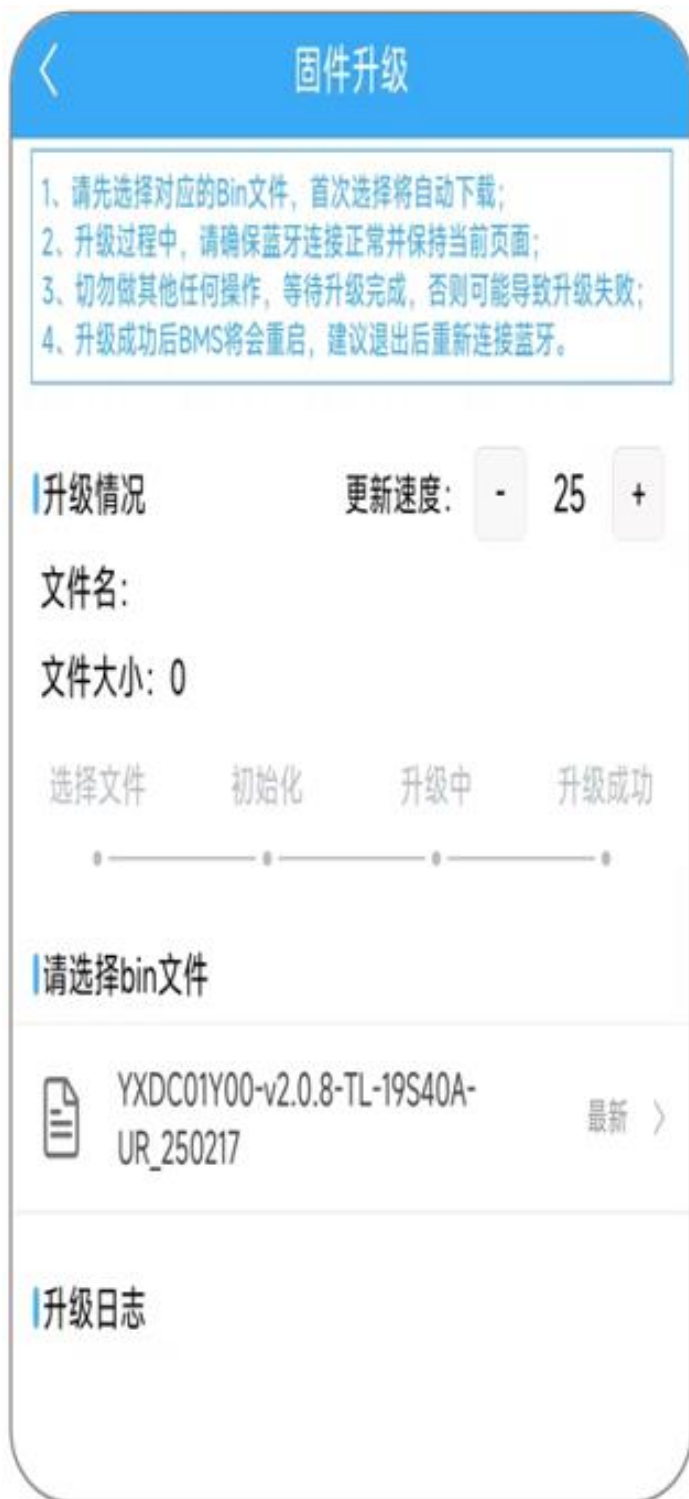 固件升级
1、请先选择对应的Bin文件，首次选择将自动下载；
2、升级过程中，请确保蓝牙连接正常并保持当前页面；
3、切勿做其他任何操作，等待升级完成，否则可能导致升级失败；
4、升级成功后BMS将会重启，建议退出后重新连接蓝牙。
升级情况 更新速度： - 25 +
文件名：
文件大小：0
选择文件 初始化 升级中 升级成功
请选择bin文件
YXDC01Y00-v2.0.8-TL-19S40A-
UR_250217
最新
升级日志